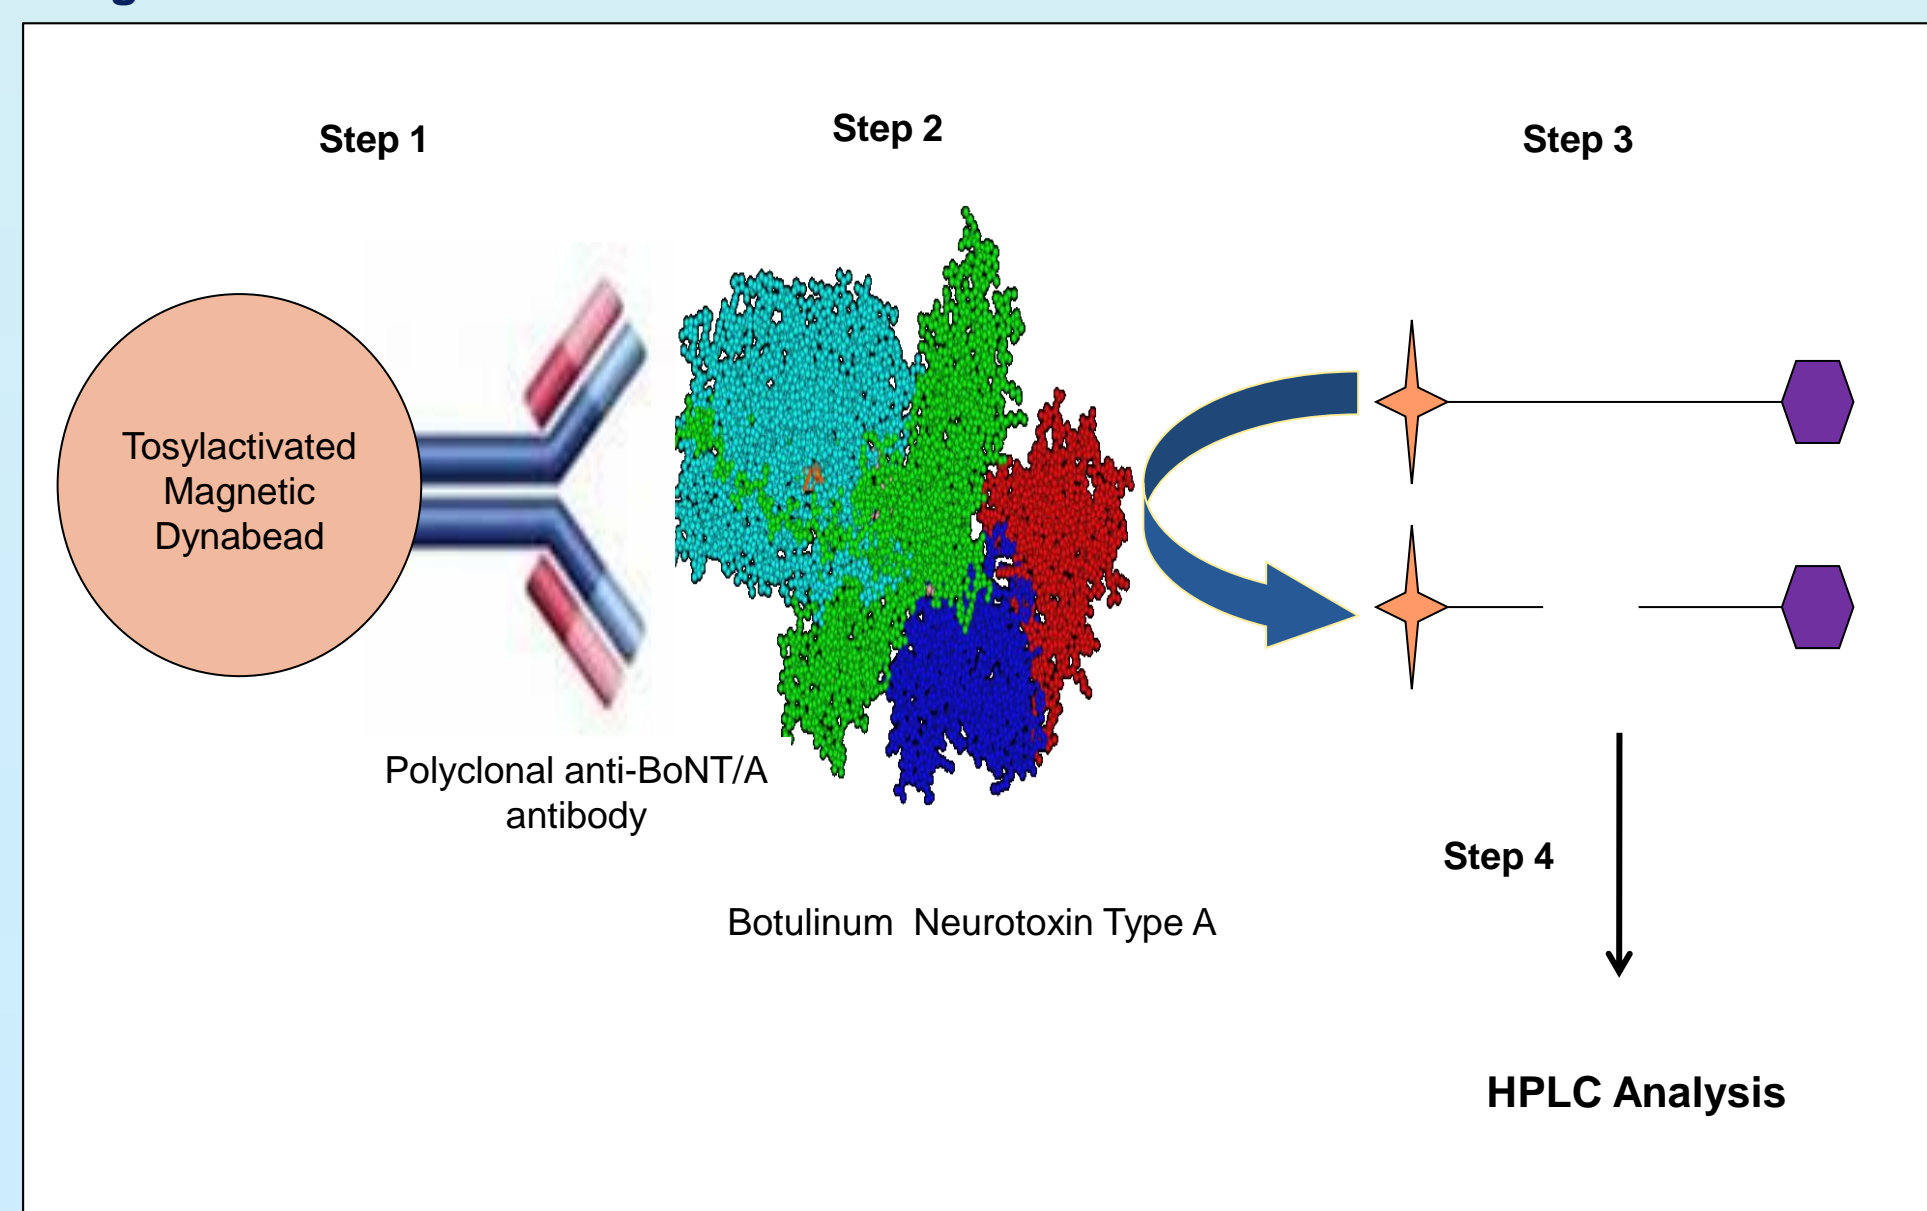 Step 1
Step 2
Step 3
Tosylactivated
Magnetic
Dynabead
Polyclonal anti-BoNT/A
antibody
Botulinum  Neurotoxin Type A
Step 4
HPLC Analysis